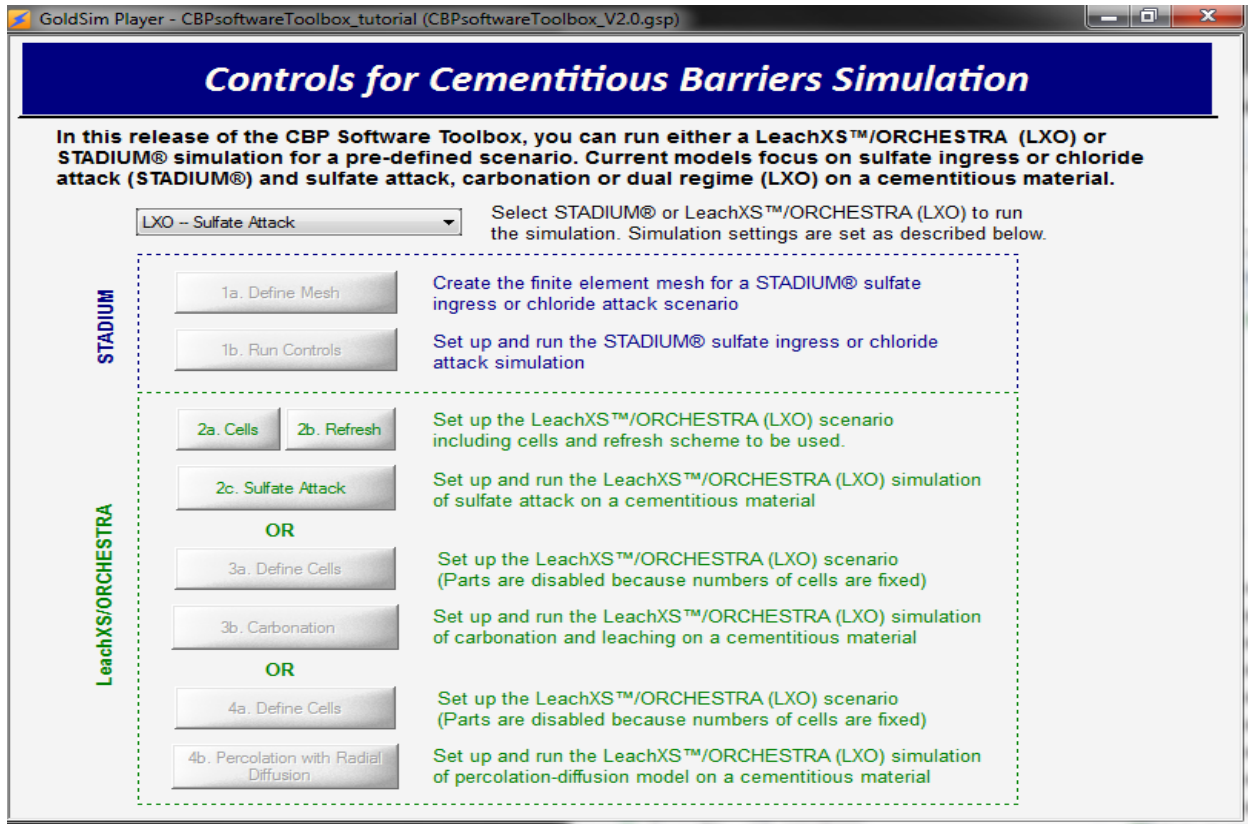 GoldSim Player - CBPsoftwareToolbox_tutorial (CBPsoftwareToolbox_V2.0.gsp)
Controls for Cementitious Barriers Simulation
In this release of the CBP Software Toolbox, you can run either a LeachXS™/ORCHESTRA (LXO) or
STADIUM® simulation for a pre-defined scenario. Current models focus on sulfate ingress or chloride
attack (STADIUM®) and sulfate attack, carbonation or dual regime (LXO) on a cementitious material.
LXO -- Sulfate Attack
Select STADIUM® or LeachXS™/ORCHESTRA (LXO) to run
the simulation. Simulation settings are set as described below.
STADIUM
1a. Define Mesh
Create the finite element mesh for a STADIUM® sulfate
ingress or chloride attack scenario
1b. Run Controls
Set up and run the STADIUM® sulfate ingress or chloride
attack simulation
LeachXS/ORCHESTRA
2a. Cells
2b. Refresh
Set up the LeachXS™/ORCHESTRA (LXO) scenario
including cells and refresh scheme to be used.
2c. Sulfate Attack
Set up and run the LeachXS™/ORCHESTRA (LXO) simulation
of sulfate attack on a cementitious material
OR
3a. Define Cells
Set up the LeachXS™/ORCHESTRA (LXO) scenario
(Parts are disabled because numbers of cells are fixed)
3b. Carbonation
Set up and run the LeachXS™/ORCHESTRA (LXO) simulation
of carbonation and leaching on a cementitious material
OR
4a. Define Cells
Set up the LeachXS™/ORCHESTRA (LXO) scenario
(Parts are disabled because numbers of cells are fixed)
4b. Percolation with Radial
Diffusion
Set up and run the LeachXS™/ORCHESTRA (LXO) simulation
of percolation-diffusion model on a cementitious material